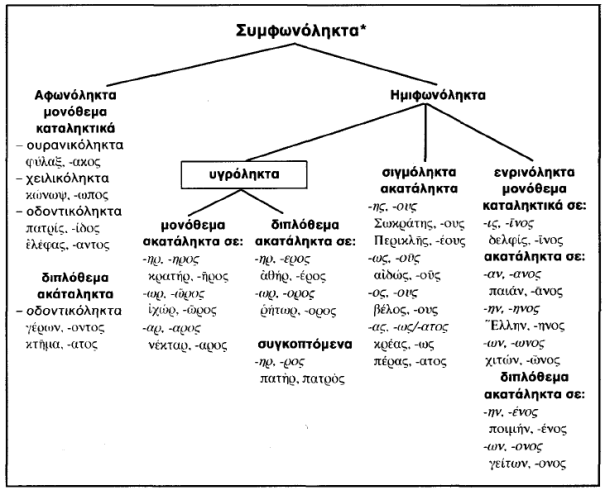 Συμφωνόληκτα*
Αφωνόληκτα
μονόθεμα
καταληκτικά
– ουρανικόληκτα
φύλαξ, -ακος
– χειλικόληκτα
κώνωψ, -ωπος
– οδοντικόληκτα
πατρίς, -ίδος
ἐλέφας, -αντος
διπλόθεμα
ακάταληκτα
– οδοντικόληκτα
γέρων, -οντος
κτῆμα, -ατος
Ημιφωνόληκτα
υγρόληκτα
μονόθεμα
ακατάληκτα σε:
-ηρ, -ηρος
κρατήρ, -ῆρος
-ωρ, -ῶρος
ἰχώρ, -ῶρος
-αρ, -αρος
νέκταρ, -αρος
διπλόθεμα
ακατάληκτα σε:
-ηρ, -ερος
ἀθήρ, -έρος
-ωρ, -ορος
ῥήτωρ, -ορος
συγκοπτόμενα
-ηρ, -ρος
πατήρ, πατρός
σιγμόληκτα
ακατάληκτα
-ης, -ους
Σωκράτης, -ους
Περικλῆς, -έους
-ως, -οῦς
αἰδώς, -οῦς
-ος, -ους
βέλος, -ους
-ας, -ως/-ατος
κρέας, -ως
πέρας, -ατος
ενρινόληκτα
μονόθεμα
καταληκτικά σε:
-ις, -ῖνος
δελφίς, -ῖνος
ακατάληκτα σε:
-αν, -ανος
παιάν, -ᾶνος
-ην, -ηνος
Ἕλλην, -ηνος
-ων, -ωνος
χιτών, -ῶνος
διπλόθεμα
ακατάληκτα σε:
-ην, -ένος
ποιμήν, -ένος
-ων, -ονος
γείτων, -ονος